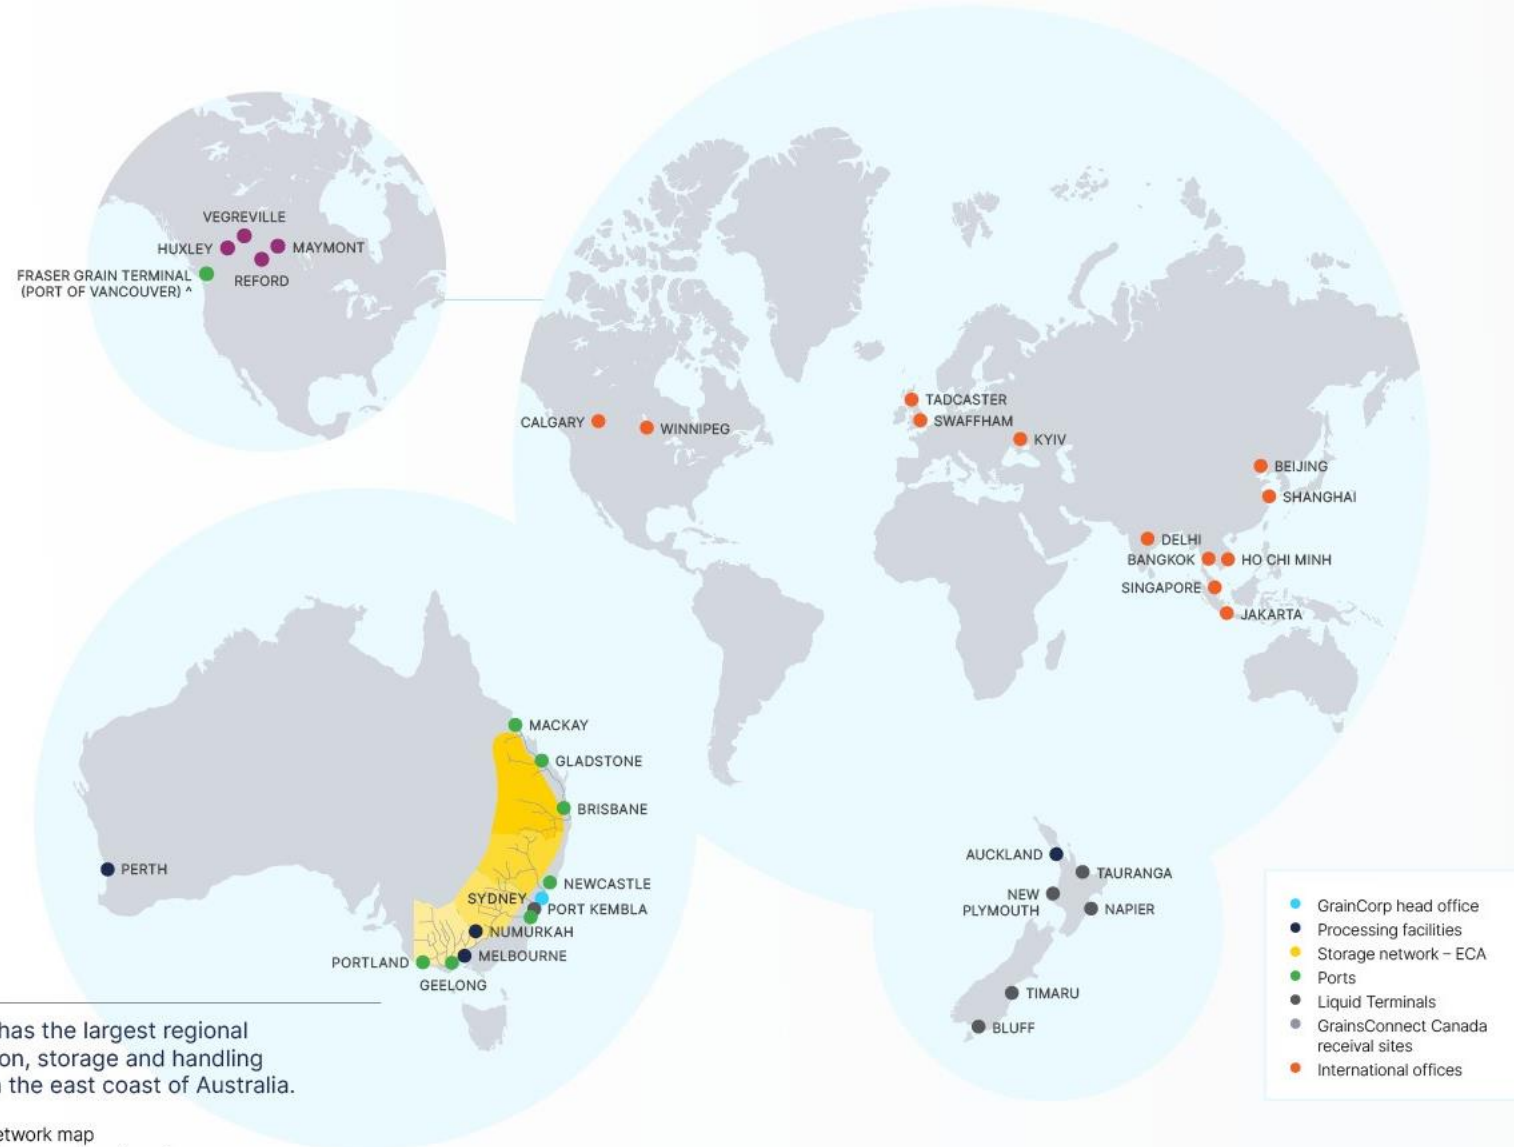 VEGREVILLE
HUXLEY
MAYMONT
FRASER GRAIN TERMINAL
(PORT OF VANCOUVER) ^
REFORD
CALGARY
WINNIPEG
TADCASTER
SWAFFHAM
KYIV
BEIJING
SHANGHAI
DELHI
BANGKOK
HO CHI MINH
SINGAPORE
JAKARTA
MACKAY
GLADSTONE
BRISBANE
PERTH
NEWCASTLE
SYDNEY
PORT KEMBLA
NUMURKAH
MELBOURNE
PORTLAND
GEELONG
AUCKLAND
TAURANGA
NEW
PLYMOUTH
NAPIER
TIMARU
BLUFF
GrainCorp head office
Processing facilities
Storage network – ECA
Ports
Liquid Terminals
GrainsConnect Canada
receival sites
International offices
has the largest regional
on, storage and handling
the east coast of Australia.
etwork map